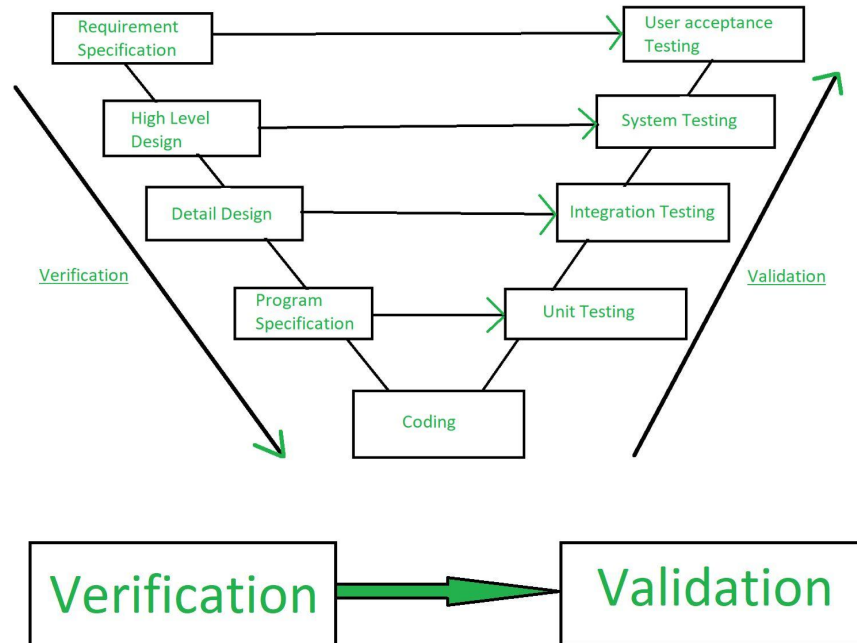 Requirement
Specification
User acceptance
Testing
High Level
Design
System Testing
Detail Design
Integration Testing
Verification
Validation
Program
Specification
Unit Testing
Coding
Verification
Validation